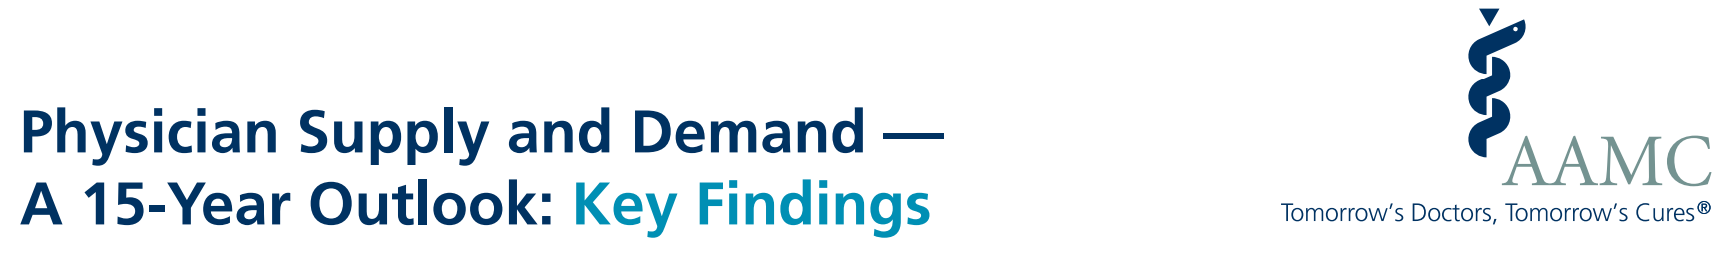 Physician Supply and Demand —
A 15-Year Outlook: Key Findings
AAMC
Tomorrow's Doctors, Tomorrow's Cures®